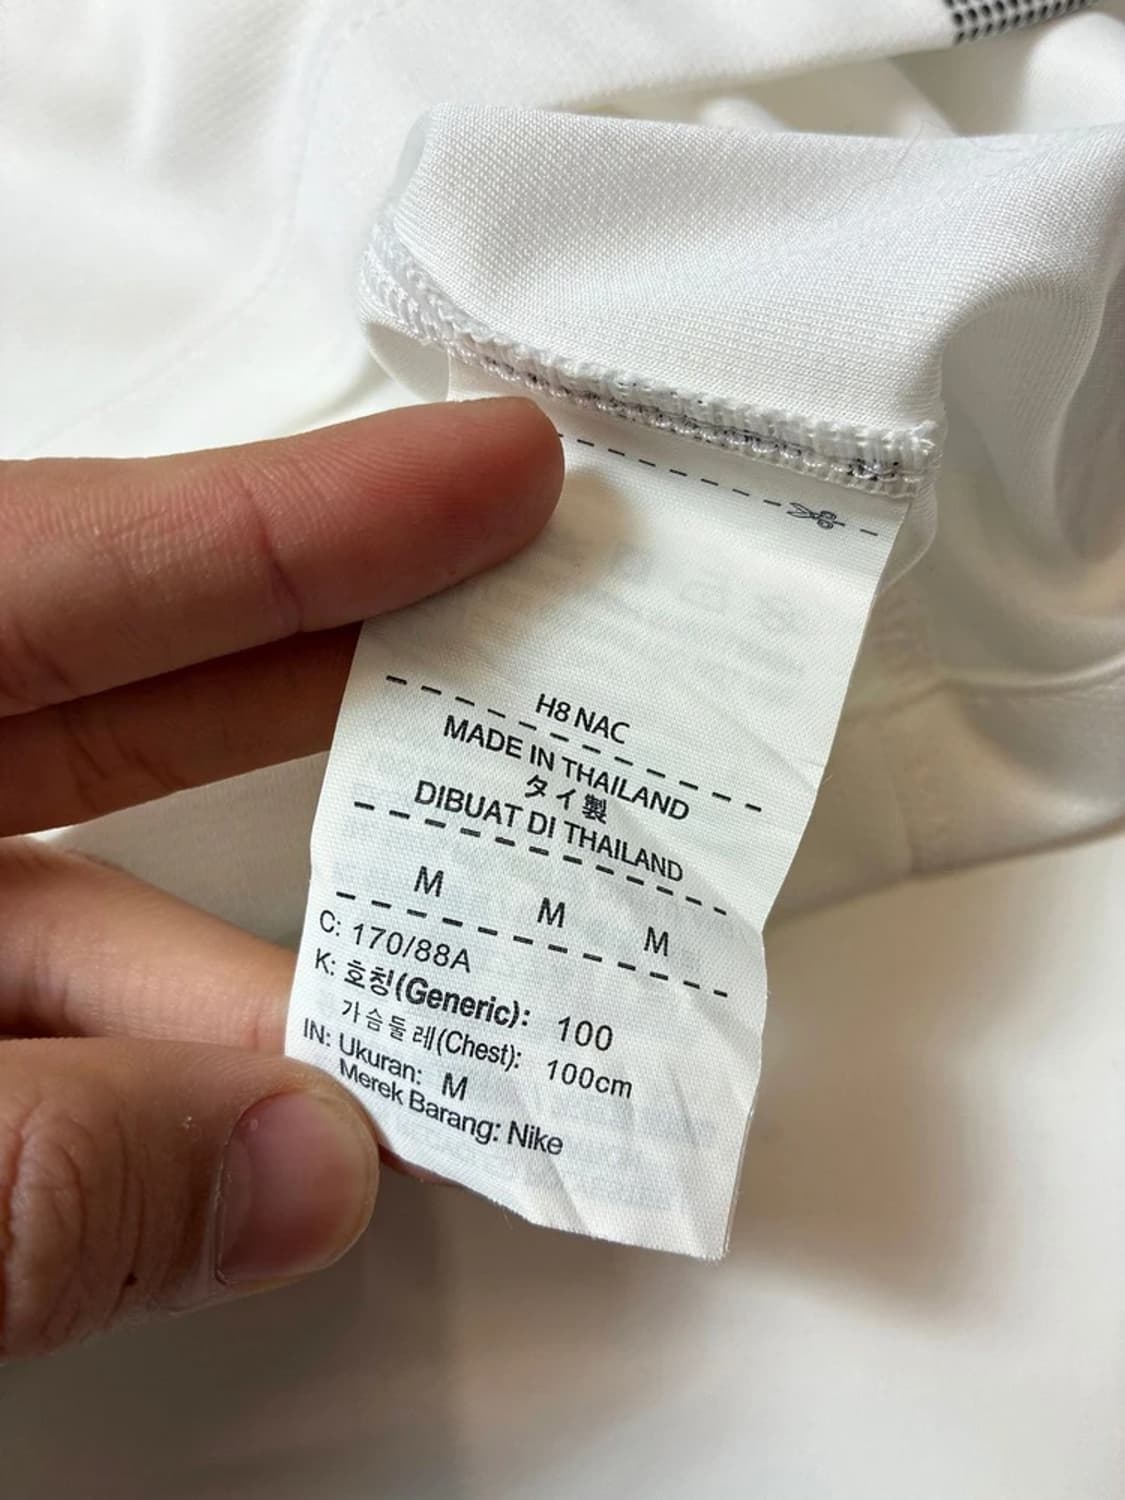 H8 NAC
MADE IN THAILAND
タイ製
DIBUAT DI THAILAND
M M M
C: 170/88A
K: 호칭(Generic): 100
가슴둘레(Chest): 100cm
IN: Ukuran: M
Merek Barang: Nike